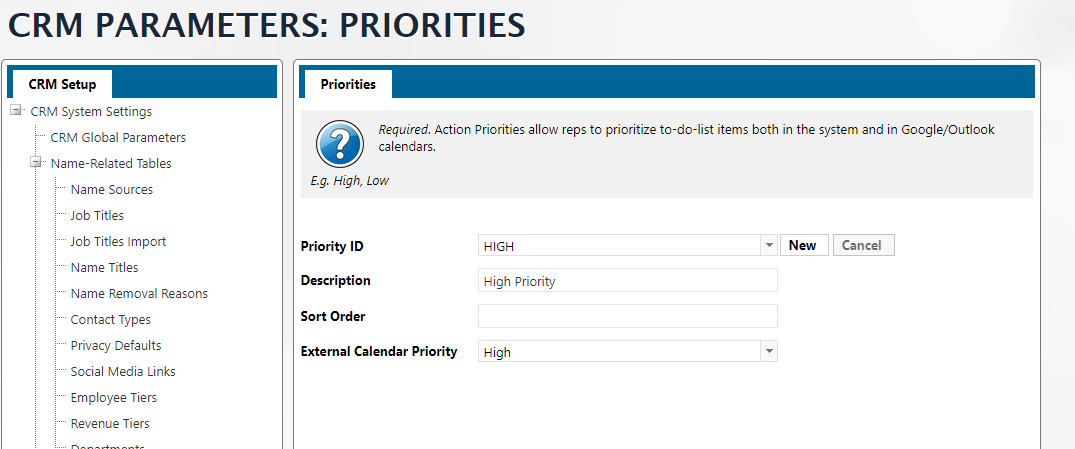 CRM PARAMETERS: PRIORITIES
CRM Setup
CRM System Settings
CRM Global Parameters
Name-Related Tables
Name Sources
Job Titles
Job Titles Import
Name Titles
Name Removal Reasons
Contact Types
Privacy Defaults
Social Media Links
Employee Tiers
Revenue Tiers
Departments
Priorities
Required. Action Priorities allow reps to prioritize to-do-list items both in the system and in Google/Outlook
calendars.
E.g. High, Low
Priority ID HIGH New Cancel
Description High Priority
Sort Order
External Calendar Priority High